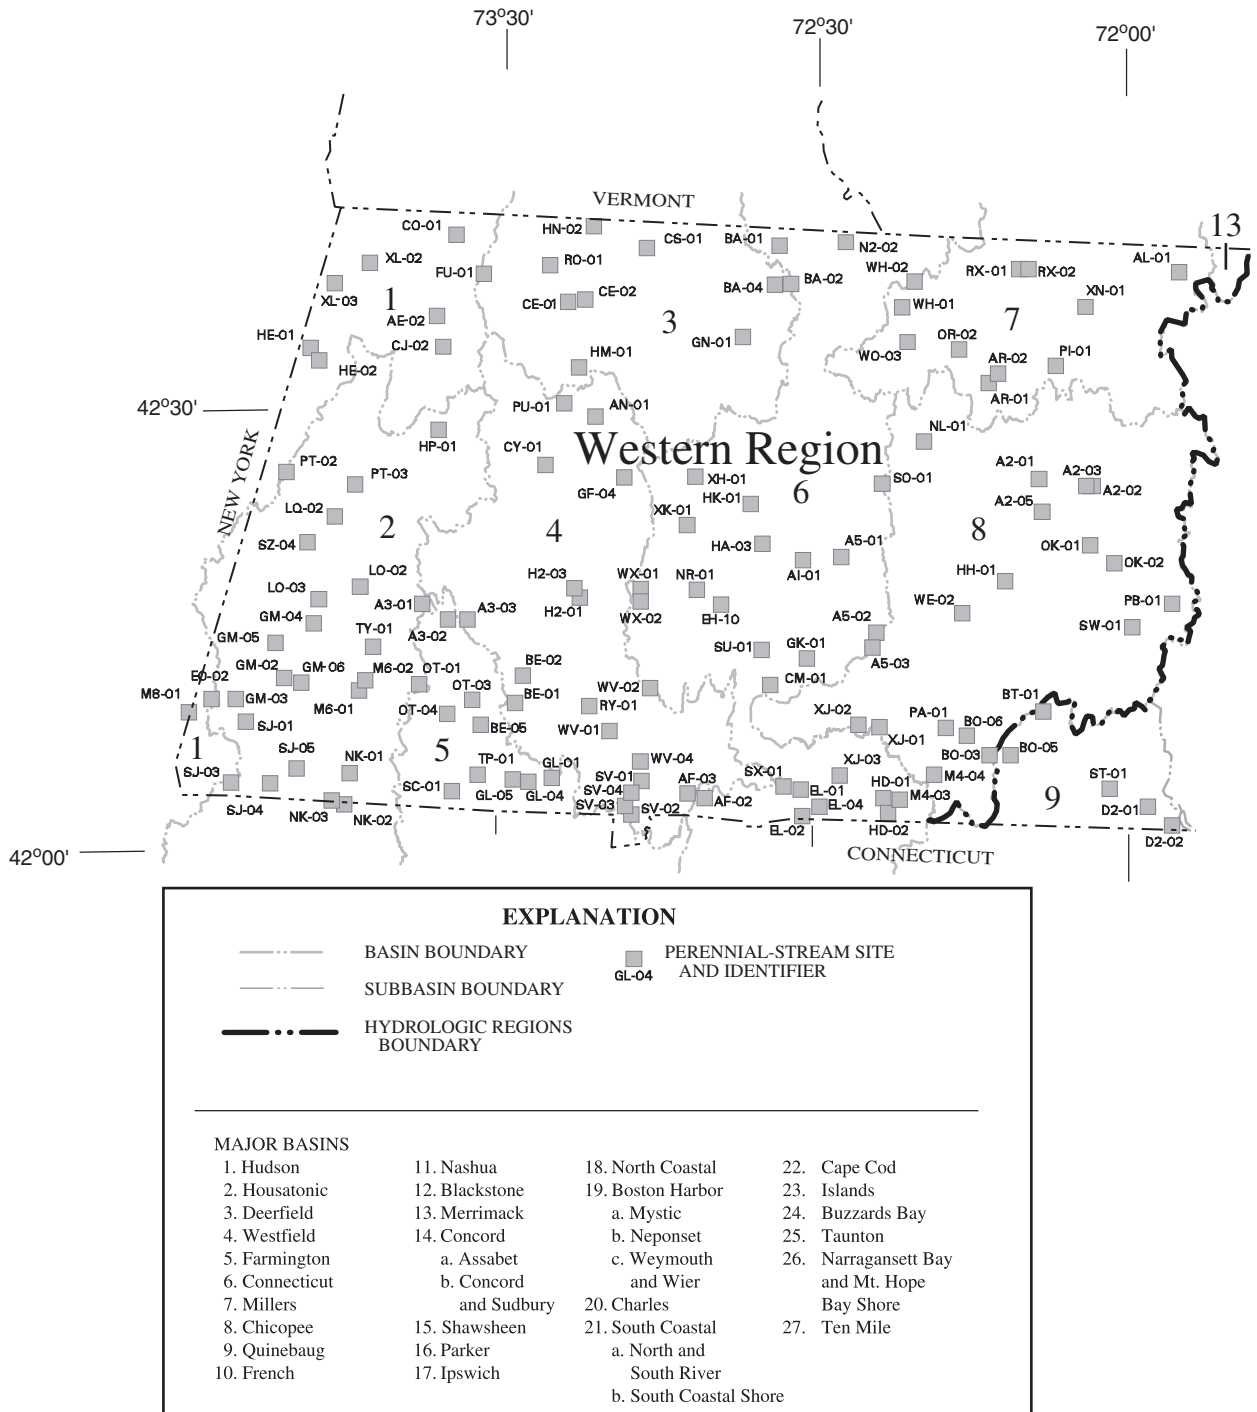 73°30'
72°30'
72°00'
VERMONT
13
CO-01
HN-02
CS-01
BA-01
N2-02
AL-01
XL-02
FU-01
RO-01
WH-02
RX-01
RX-02
XL-03
1
CE-01
CE-02
BA-04
BA-02
XN-01
AE-02
3
WH-01
7
HE-01
CJ-02
GN-01
WO-03
OR-02
PI-01
HE-02
HM-01
AR-02
AR-01
42°30'
PU-01
AN-01
HP-01
NL-01
CY-01
Western Region
NEW YORK
PT-02
PT-03
GF-04
XH-01
HK-01
6
SO-01
A2-01
A2-03
A2-02
LQ-02
XK-01
A2-05
2
4
8
SZ-04
HA-03
A5-01
OK-01
OK-02
AI-01
LO-02
H2-03
WX-01
NR-01
HH-01
LO-03
A3-01
A3-03
H2-01
WX-02
EH-10
WE-02
PB-01
GM-04
TY-01
A3-02
A5-02
SW-01
GM-05
SU-01
GK-01
A5-03
GM-02
GM-06
M6-02
OT-01
BE-02
EO-02
CM-01
M8-01
GM-03
M6-01
OT-03
BE-01
WV-02
BT-01
OT-04
RY-01
XJ-02
PA-01
BO-06
SJ-01
BE-05
WV-01
XJ-01
1
SJ-05
NK-01
5
BO-03
BO-05
SJ-03
TP-01
GL-01
WV-04
SX-01
XJ-03
M4-04
SC-01
GL-05
GL-04
SV-01
AF-03
HD-01
ST-01
SV-04
EL-01
M4-03
9
SJ-04
SV-03
SV-02
AF-02
EL-04
D2-01
NK-03
NK-02
EL-02
HD-02
D2-02
42°00'
CONNECTICUT
EXPLANATION
BASIN BOUNDARY
SUBBASIN BOUNDARY
HYDROLOGIC REGIONS
BOUNDARY
GL-04
PERENNIAL-STREAM SITE
AND IDENTIFIER
MAJOR BASINS
1. Hudson
2. Housatonic
3. Deerfield
4. Westfield
5. Farmington
6. Connecticut
7. Millers
8. Chicopee
9. Quinebaug
10. French
11. Nashua
12. Blackstone
13. Merrimack
14. Concord
a. Assabet
b. Concord
and Sudbury
15. Shawsheen
16. Parker
17. Ipswich
18. North Coastal
19. Boston Harbor
a. Mystic
b. Neponset
c. Weymouth
and Wier
20. Charles
21. South Coastal
a. North and
South River
b. South Coastal Shore
22. Cape Cod
23. Islands
24. Buzzards Bay
25. Taunton
26. Narragansett Bay
and Mt. Hope
Bay Shore
27. Ten Mile